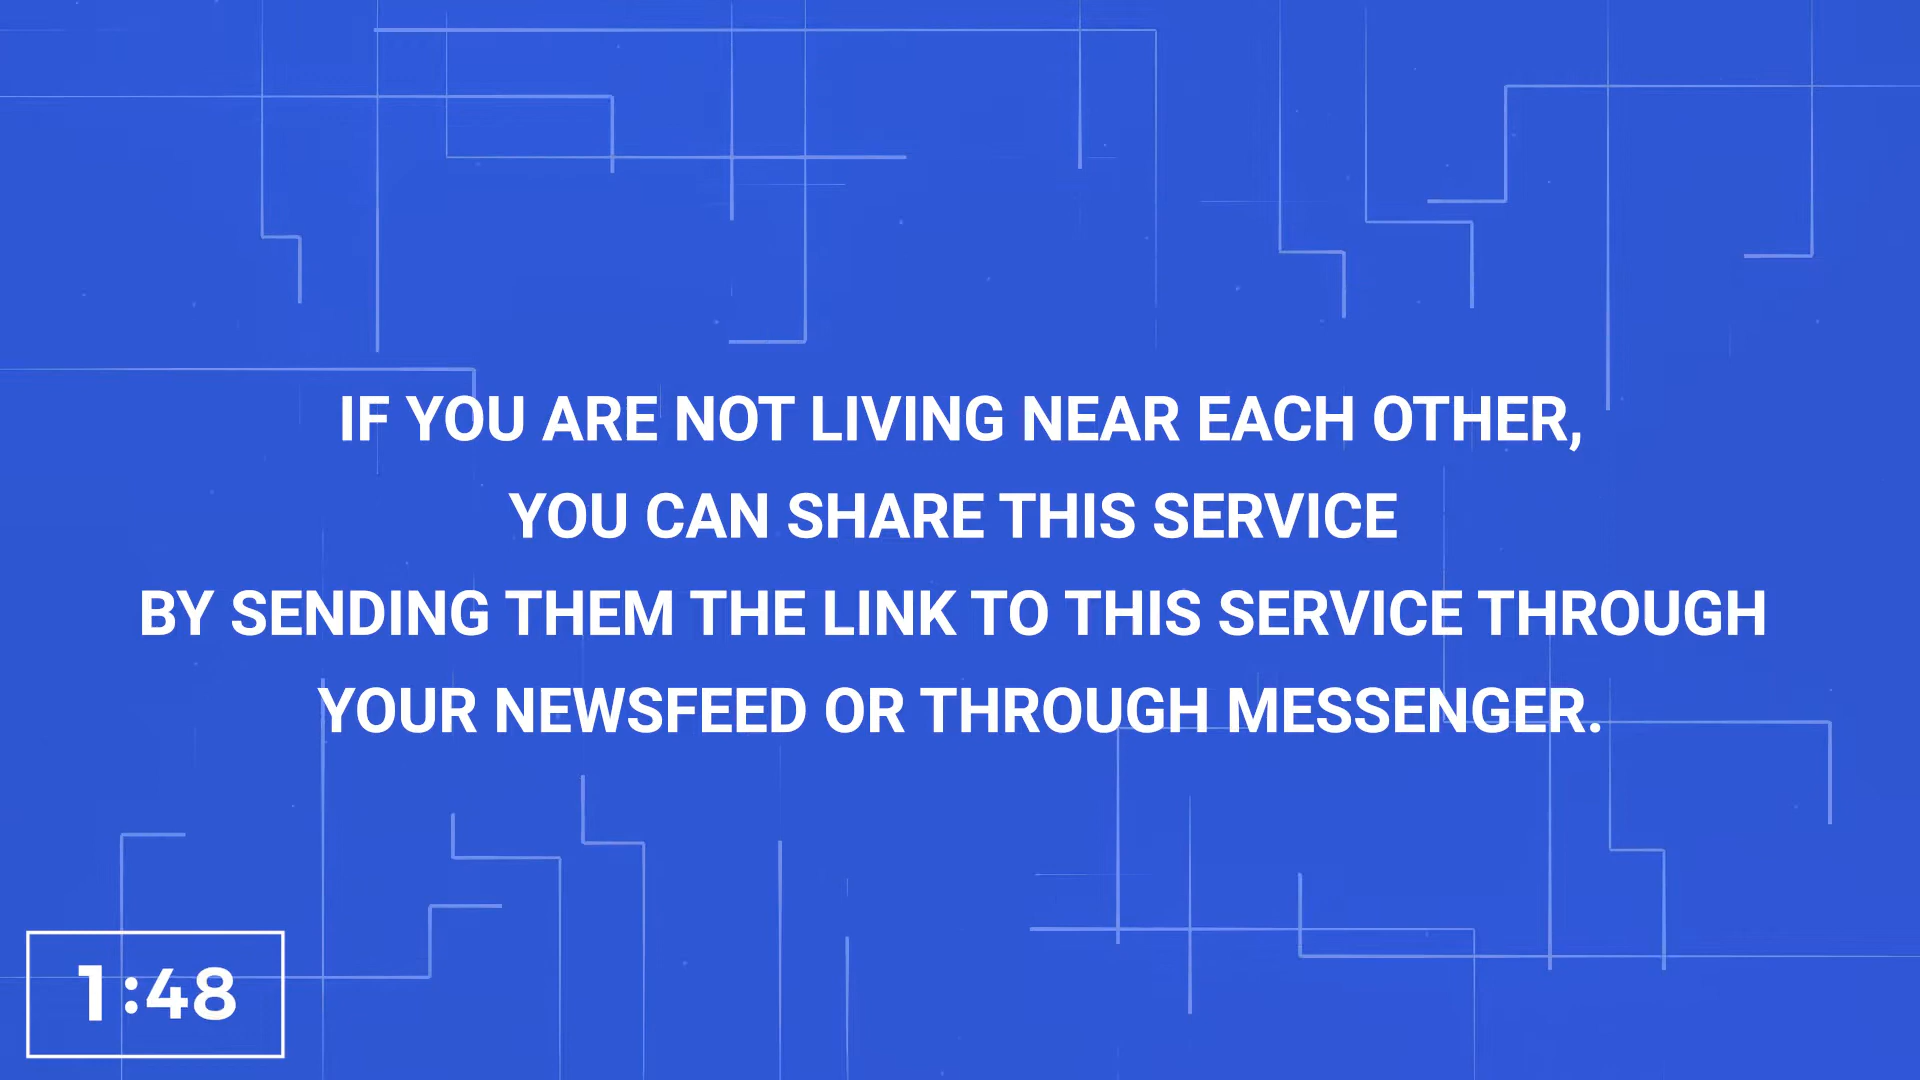 IF YOU ARE NOT LIVING NEAR EACH OTHER,
YOU CAN SHARE THIS SERVICE
BY SENDING THEM THE LINK TO THIS SERVICE THROUGH
YOUR NEWSFEED OR THROUGH MESSENGER.
1:48